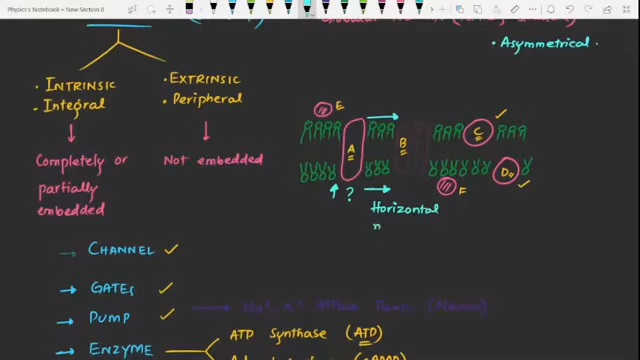 Physics's Notebook • New Section 8
• Asymmetrical.
• INTRINSIC
• Integral
• EXTRINSIC
• Peripheral
Completely or
partially
embedded
Not embedded
E
A
B
C
D
F
?
Horizontal
CHANNEL
GATES
PUMP
ENZYME
ATP Synthase (ATP)